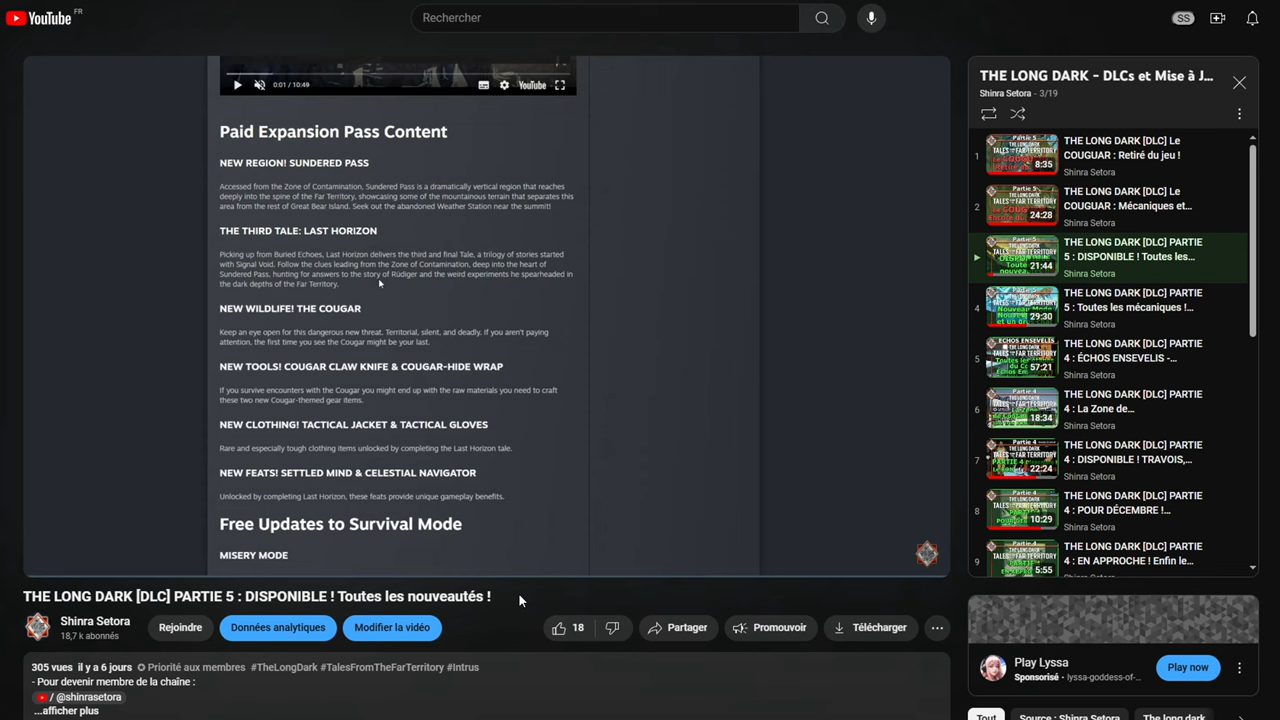 YouTube FR
Rechercher
SS
0:01 / 10:49
YouTube
Paid Expansion Pass Content
NEW REGION! SUNDERED PASS
Accessed from the Zone of Contamination, Sundered Pass is a dramatically vertical region that reaches
deeply into the spine of the Far Territory, showcasing some of the mountainous terrain that separates this
area from the rest of Great Bear Island. Seek out the abandoned Weather Station near the summit!
THE THIRD TALE: LAST HORIZON
Picking up from Buried Echoes, Last Horizon delivers the third and final Tale, a trilogy of stories started
with Signal Void. Follow the clues leading from the Zone of Contamination, deep into the heart of
Sundered Pass, hunting for answers to the story of Rüdiger and the weird experiments he spearheaded in
the dark depths of the Far Territory.
NEW WILDLIFE! THE COUGAR
Keep an eye open for this dangerous new threat. Territorial, silent, and deadly. If you aren't paying
attention, the first time you see the Cougar might be your last.
NEW TOOLS! COUGAR CLAW KNIFE & COUGAR-HIDE WRAP
If you survive encounters with the Cougar you might end up with the raw materials you need to craft
these two new Cougar-themed gear items.
NEW CLOTHING! TACTICAL JACKET & TACTICAL GLOVES
Rare and especially tough clothing items unlocked by completing the Last Horizon tale.
NEW FEATS! SETTLED MIND & CELESTIAL NAVIGATOR
Unlocked by completing Last Horizon, these feats provide unique gameplay benefits.
Free Updates to Survival Mode
MISERY MODE
THE LONG DARK [DLC] PARTIE 5 : DISPONIBLE ! Toutes les nouveautés !
Shinra Setora
18,7 k abonnés
Rejoindre
Données analytiques
Modifier la vidéo
18
Partager
Promouvoir
Télécharger
305 vues il y a 6 jours Priorité aux membres #TheLongDark #TalesFromTheFarTerritory #Intrus
- Pour devenir membre de la chaîne :
/ @shinrasetora
...afficher plus
THE LONG DARK - DLCs et Mise à J...
Shinra Setora - 3/19
1
8:35
THE LONG DARK [DLC] Le
COUGUAR : Retiré du jeu !
Shinra Setora
2
24:28
THE LONG DARK [DLC] Le
COUGUAR : Mécaniques et...
Shinra Setora
21:44
THE LONG DARK [DLC] PARTIE
5 : DISPONIBLE ! Toutes les...
Shinra Setora
4
29:30
THE LONG DARK [DLC] PARTIE
5 : Toutes les mécaniques !...
Shinra Setora
5
57:21
THE LONG DARK [DLC] PARTIE
4 : ÉCHOS ENSEVELIS -...
Shinra Setora
6
18:34
THE LONG DARK [DLC] PARTIE
4 : La Zone de...
Shinra Setora
7
22:24
THE LONG DARK [DLC] PARTIE
4 : DISPONIBLE ! TRAVOIS,...
Shinra Setora
8
10:29
THE LONG DARK [DLC] PARTIE
4 : POUR DÉCEMBRE !...
Shinra Setora
9
5:55
THE LONG DARK [DLC] PARTIE
4 : EN APPROCHE ! Enfin le...
Shinra Setora
Play Lyssa
Sponsorisé - lyssa-goddess-of-...
Play now
Tout
Source : Shinra Setora
The long dark